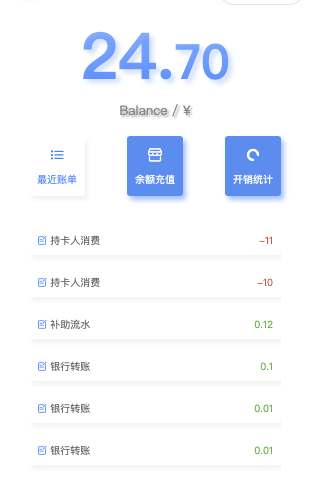 24.70
Balance / ¥
最近账单 余额充值 开销统计
持卡人消费 -11
持卡人消费 -10
补助流水 0.12
银行转账 0.1
银行转账 0.01
银行转账 0.01